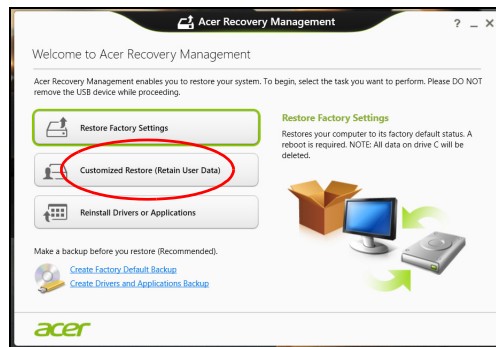 Acer Recovery Management
? _ X
Welcome to Acer Recovery Management
Acer Recovery Management enables you to restore your system. To begin, select the task you want to perform. Please DO NOT
remove the USB device while proceeding.
Restore Factory Settings
Customized Restore (Retain User Data)
Reinstall Drivers or Applications
Restore Factory Settings
Restores your computer to its factory default status. A
reboot is required. NOTE: All data on drive C will be
deleted.
Make a backup before you restore (Recommended).
Create Factory Default Backup
Create Drivers and Applications Backup
acer